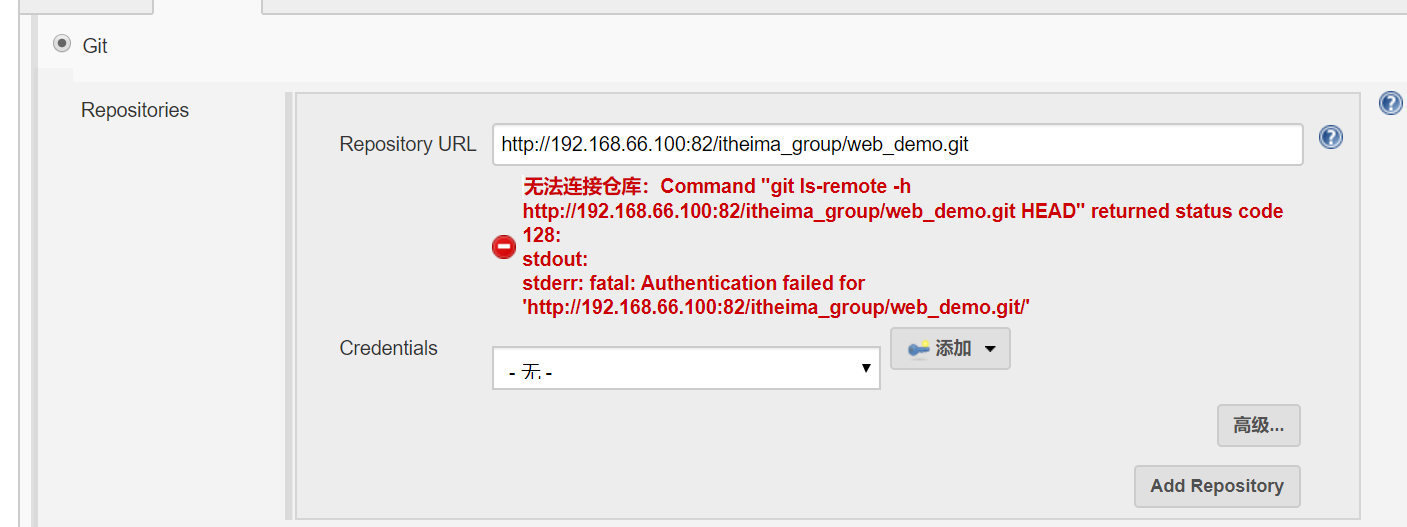 Git
Repositories
Repository URL
http://192.168.66.100:82/itheima_group/web_demo.git
无法连接仓库：Command "git ls-remote -h
http://192.168.66.100:82/itheima_group/web_demo.git HEAD" returned status code
128:
stdout:
stderr: fatal: Authentication failed for
'http://192.168.66.100:82/itheima_group/web_demo.git/'
Credentials
- 无 -
添加
高级...
Add Repository